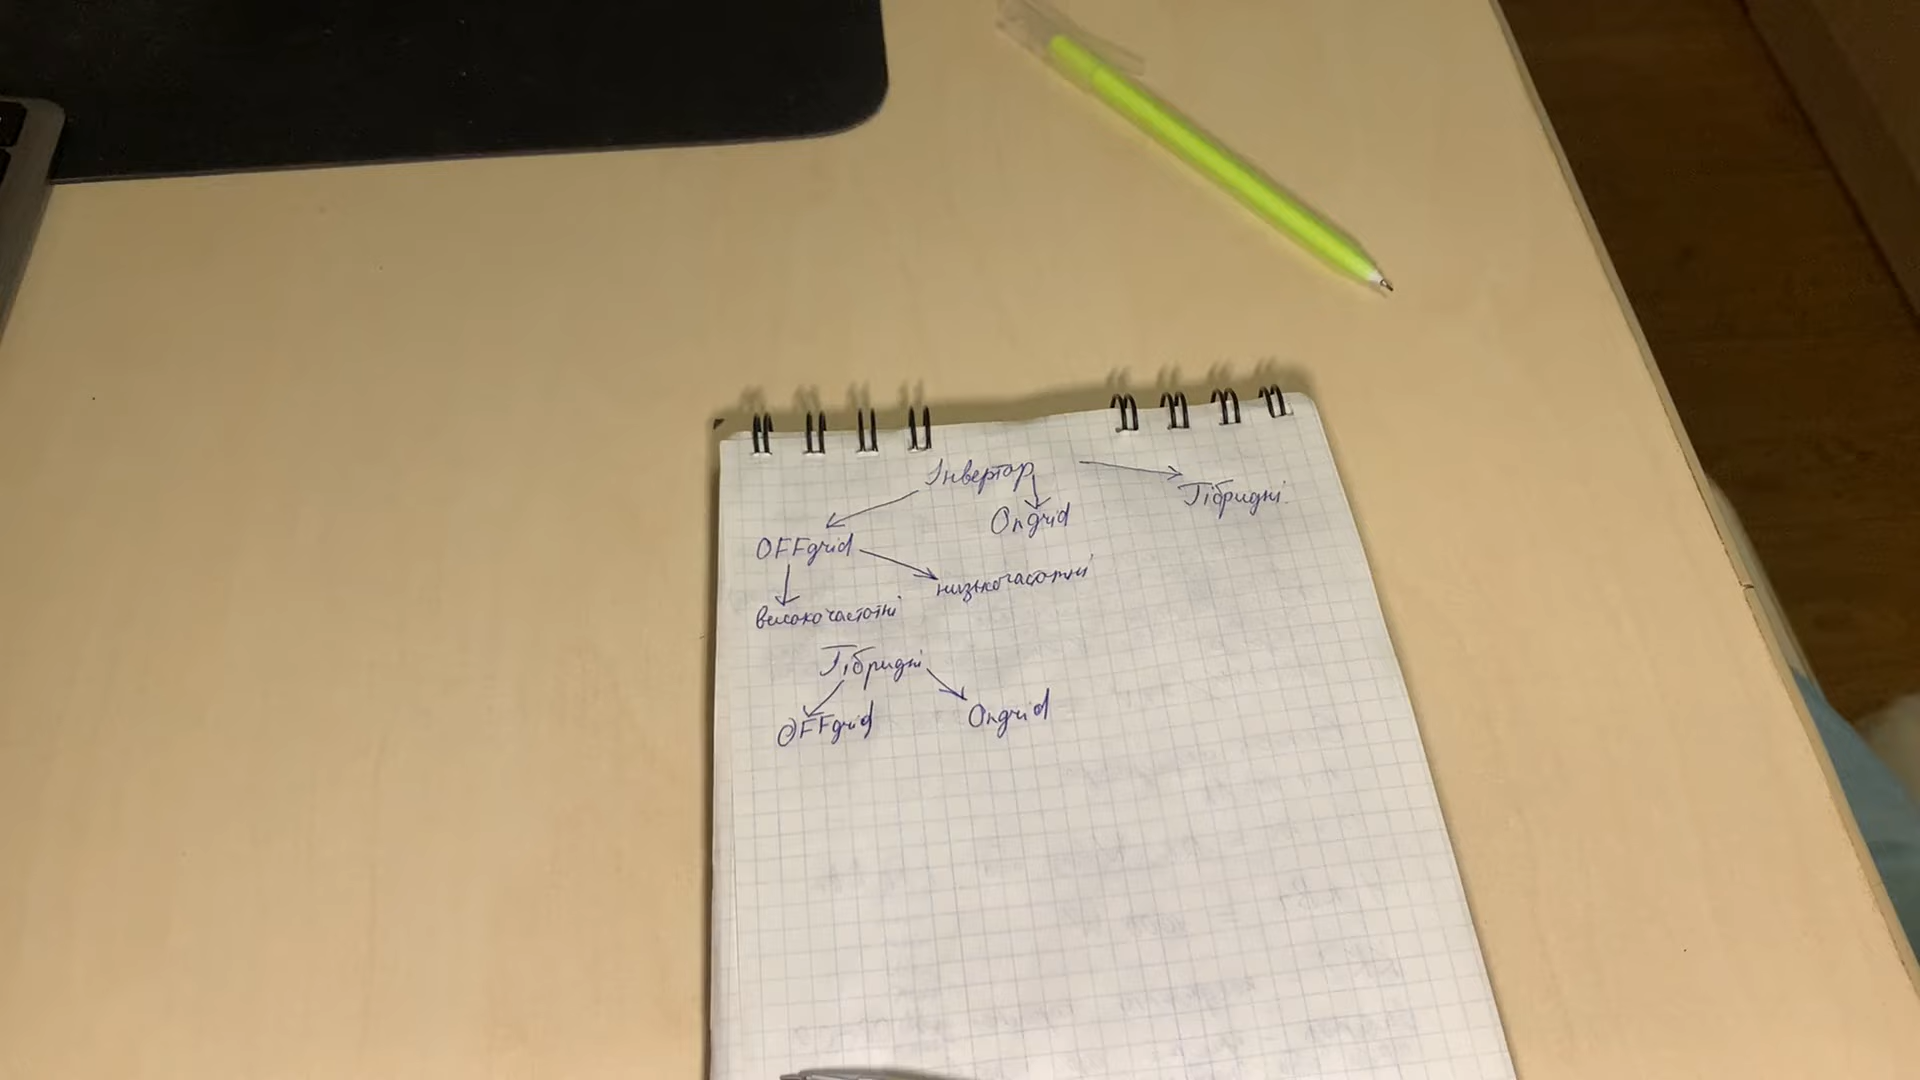 Інвертор
Гібридні.
Ongrid
OFFgrid
низькочастотні
високочастотні
Гібридні
OFFgrid
Ongrid